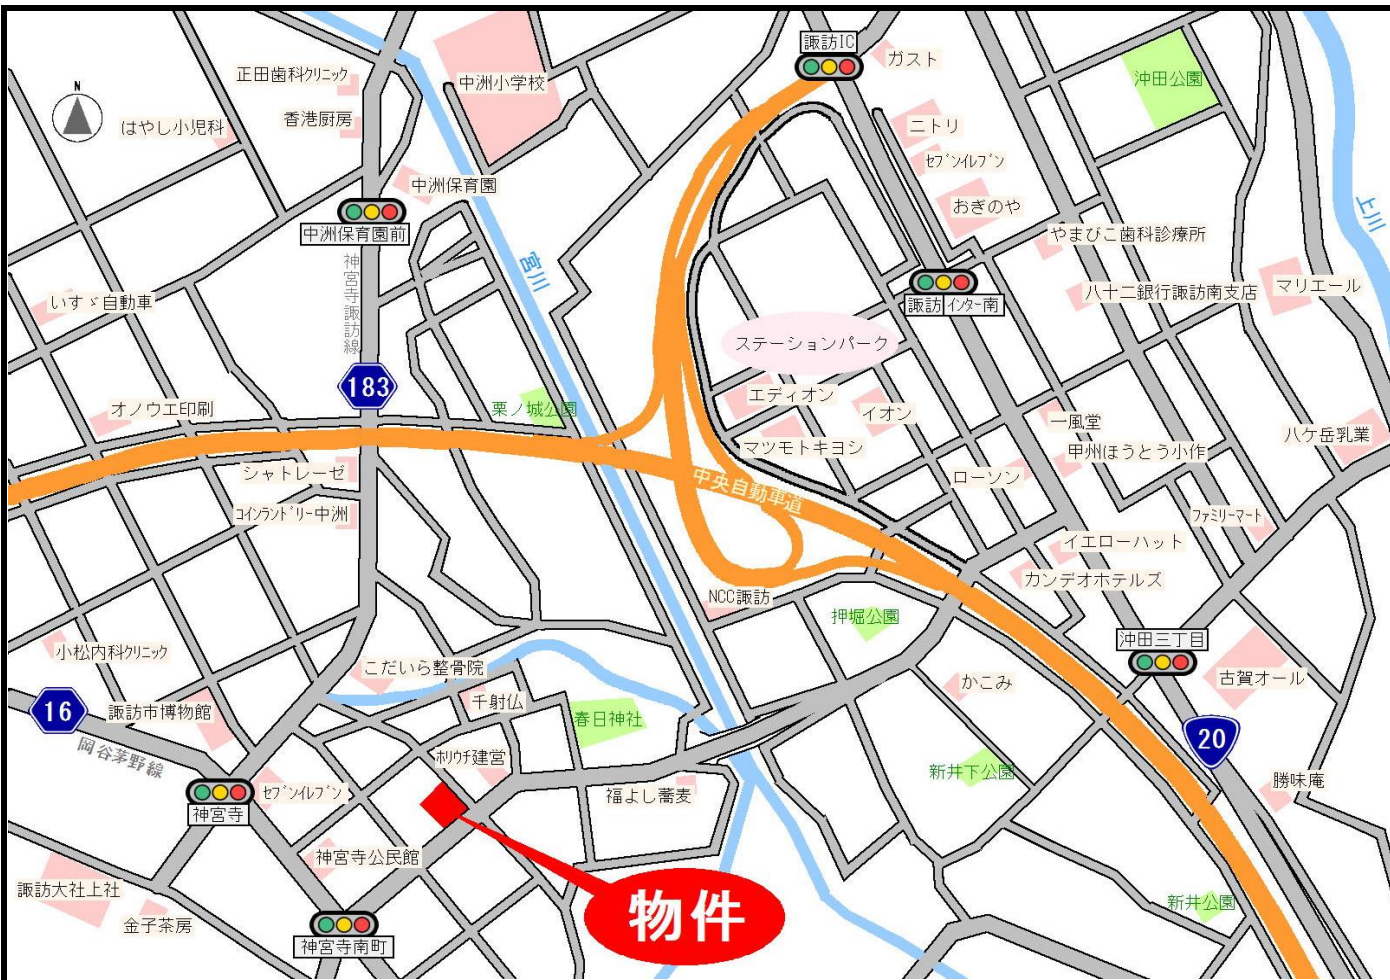 諏訪IC
ガスト
正田歯科クリニック
中洲小学校
沖田公園
N
香港厨房
はやし小児科
ニトリ
セブンイレブン
中洲保育園
おぎのや
中洲保育園前
やまびこ歯科診療所
上川
宮川
神宮寺諏訪線
諏訪インター南
八十二銀行諏訪南支店
マリエール
いすゞ自動車
ステーションパーク
183
エディオン
イオン
オノウエ印刷
栗ノ城公園
一風堂
八ケ岳乳業
マツモトキヨシ
甲州ほうとう小作
シャトレーゼ
中央自動車道
ローソン
コインランドリー中洲
ファミリーマート
イエローハット
カンデオホテルズ
NCC諏訪
押堀公園
沖田三丁目
小松内科クリニック
こだいら整骨院
かこみ
古賀オール
千射仏
16
諏訪市博物館
春日神社
20
岡谷茅野線
ホリウチ建営
新井下公園
勝味庵
セブンイレブン
福よし蕎麦
神宮寺
神宮寺公民館
諏訪大社上社
物件
新井公園
金子茶房
神宮寺南町